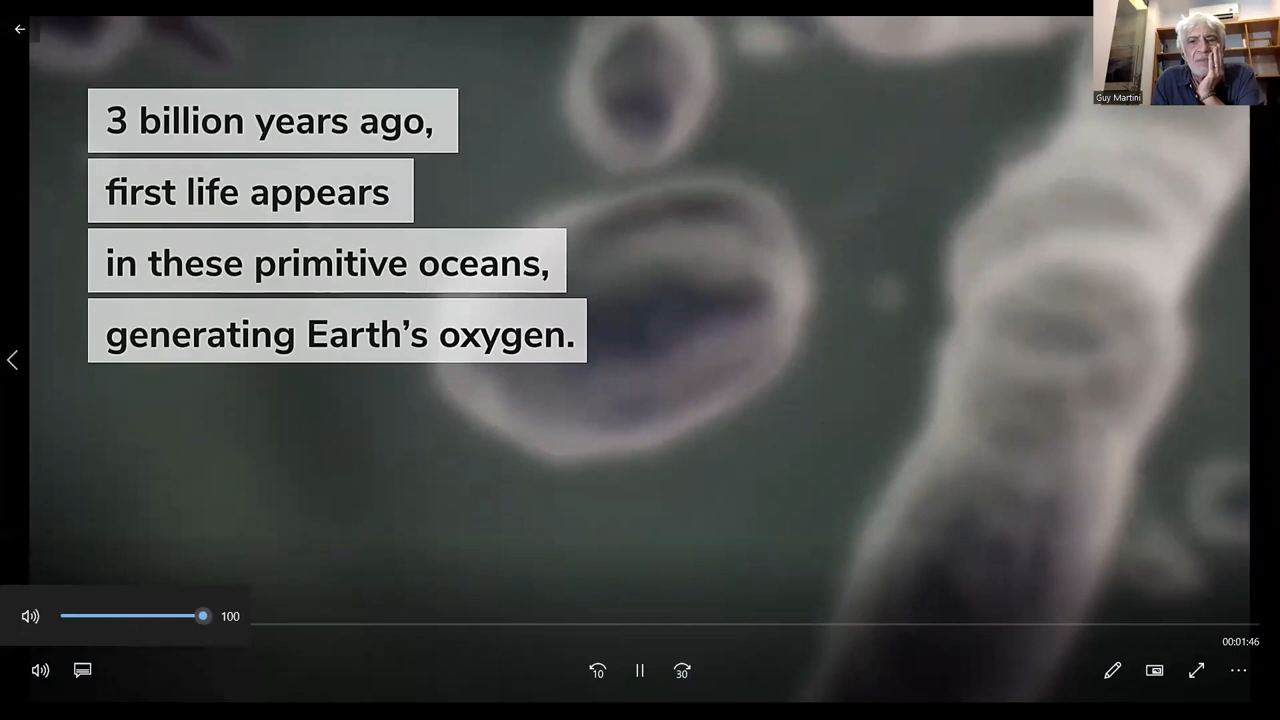 3 billion years ago,
first life appears
in these primitive oceans,
generating Earth's oxygen.
Guy Martini
100
00:01:46
10
30